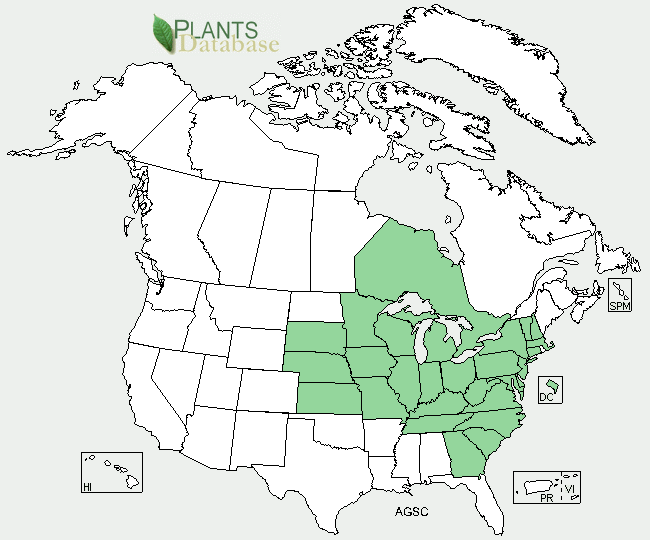 PLANTS
Database
SPM
DC
HI
PR
VI
AGSC